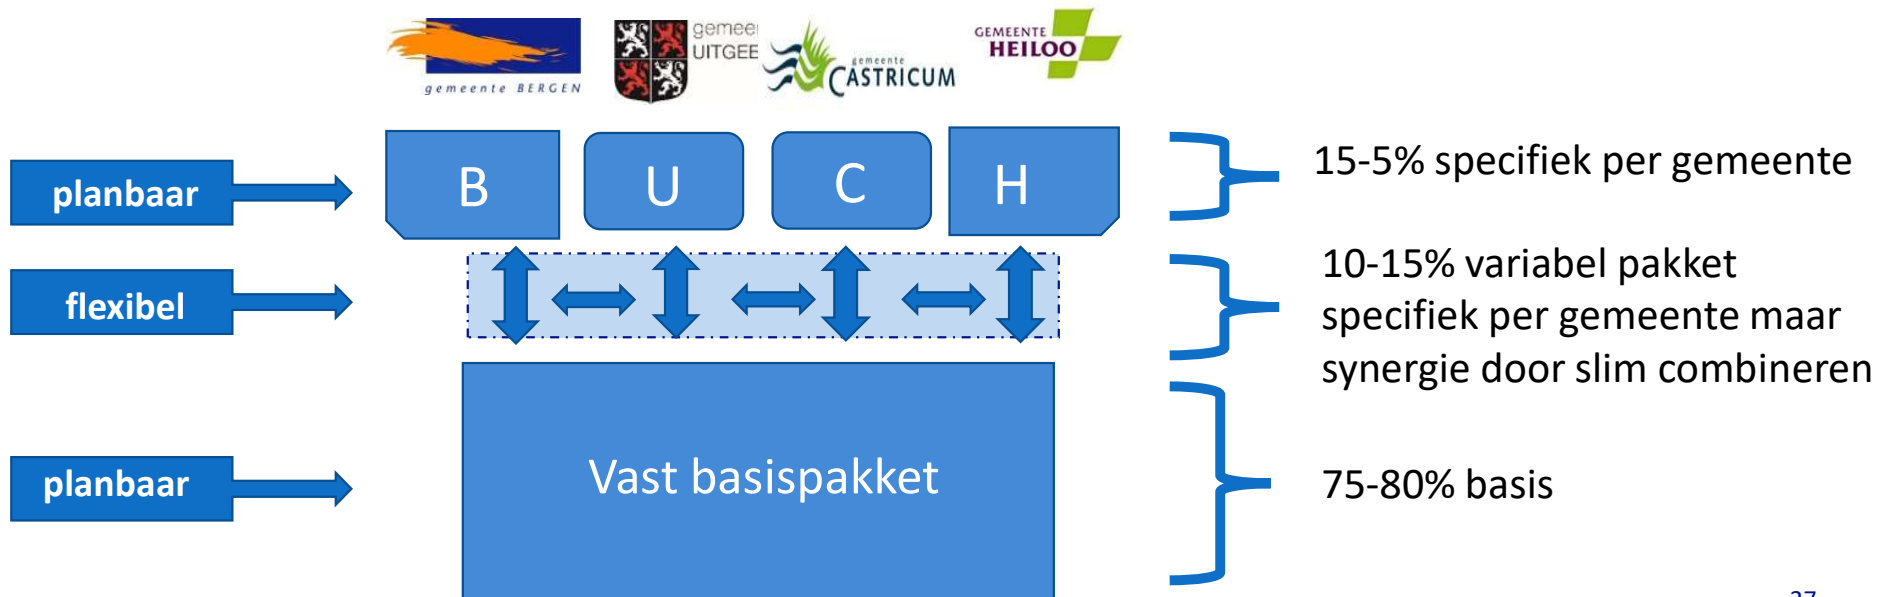 gemeente BERGEN
gemee
UITGEE
gemeente
CASTRICUM
GEMEENTE
HEILOO
planbaar
B
U
C
H
15-5% specifiek per gemeente
flexibel
10-15% variabel pakket
specifiek per gemeente maar
synergie door slim combineren
planbaar
Vast basispakket
75-80% basis